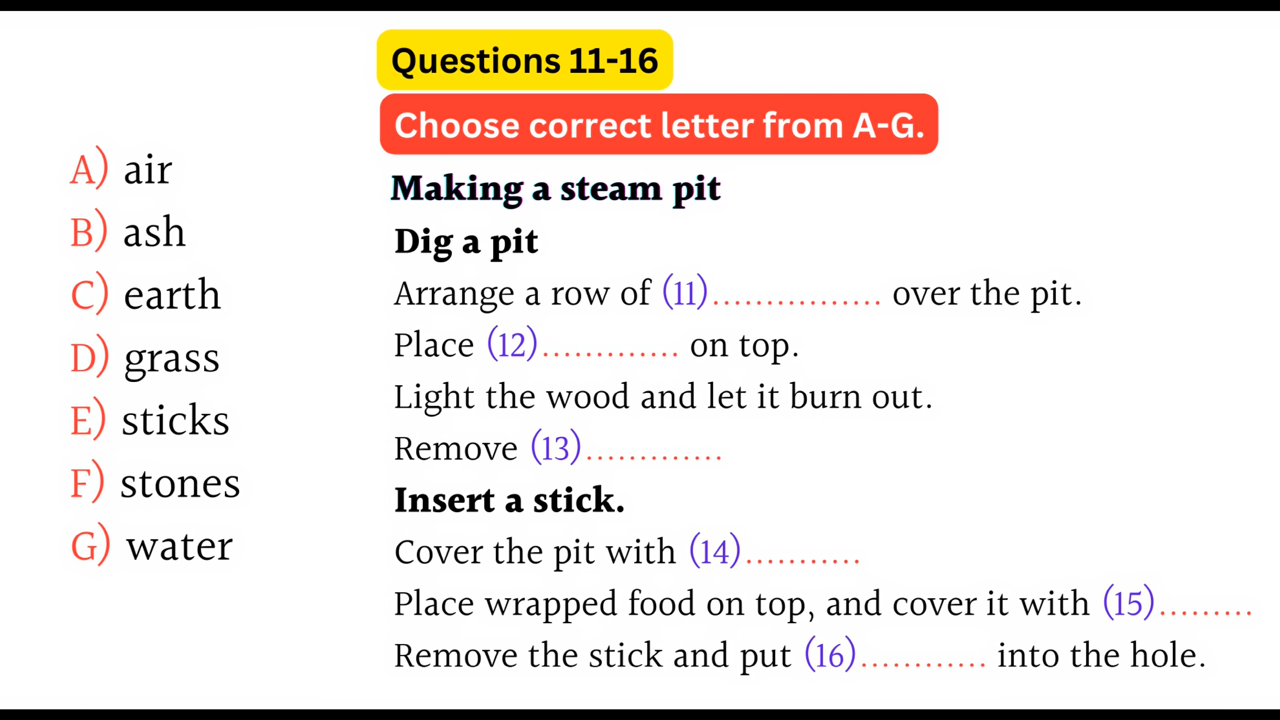 Questions 11-16
Choose correct letter from A-G.
A) air
B) ash
C) earth
D) grass
E) sticks
F) stones
G) water
Making a steam pit
Dig a pit
Arrange a row of (11)................ over the pit.
Place (12)............. on top.
Light the wood and let it burn out.
Remove (13).............
Insert a stick.
Cover the pit with (14)...........
Place wrapped food on top, and cover it with (15).........
Remove the stick and put (16)............ into the hole.